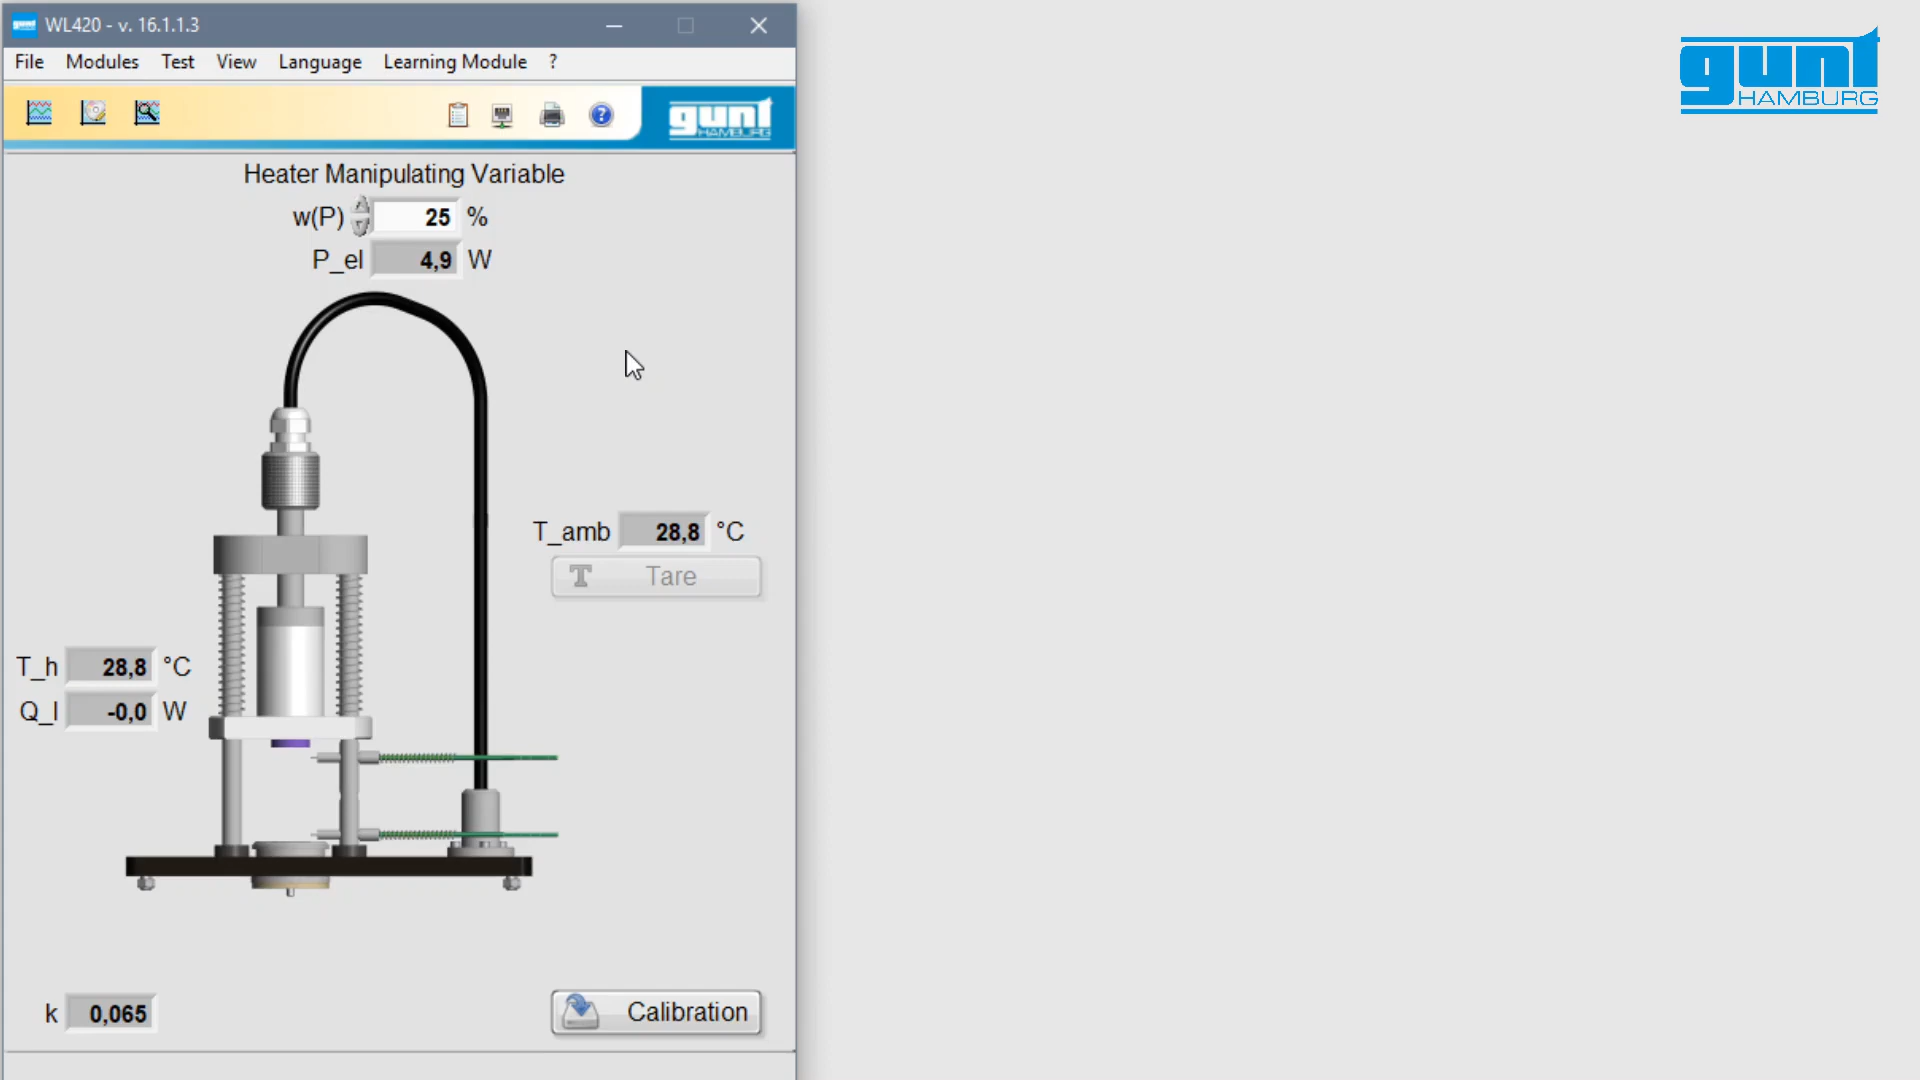 WL420 - v. 16.1.1.3
File Modules Test View Language Learning Module ?
gunt
HAMBURG
gunt
HAMBURG
Heater Manipulating Variable
w(P) 25 %
P_el 4,9 W
T_amb 28,8 °C
T Tare
T_h 28,8 °C
Q_l -0,0 W
k 0,065
Calibration